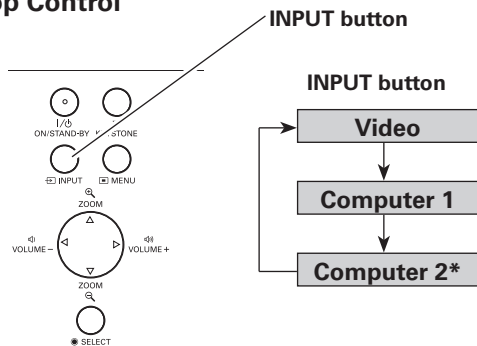 op Control
INPUT button
INPUT button
ON/STAND-BY
INPUT
MENU
ZOOM
VOLUME –
VOLUME +
ZOOM
SELECT
Video
Computer 1
Computer 2*